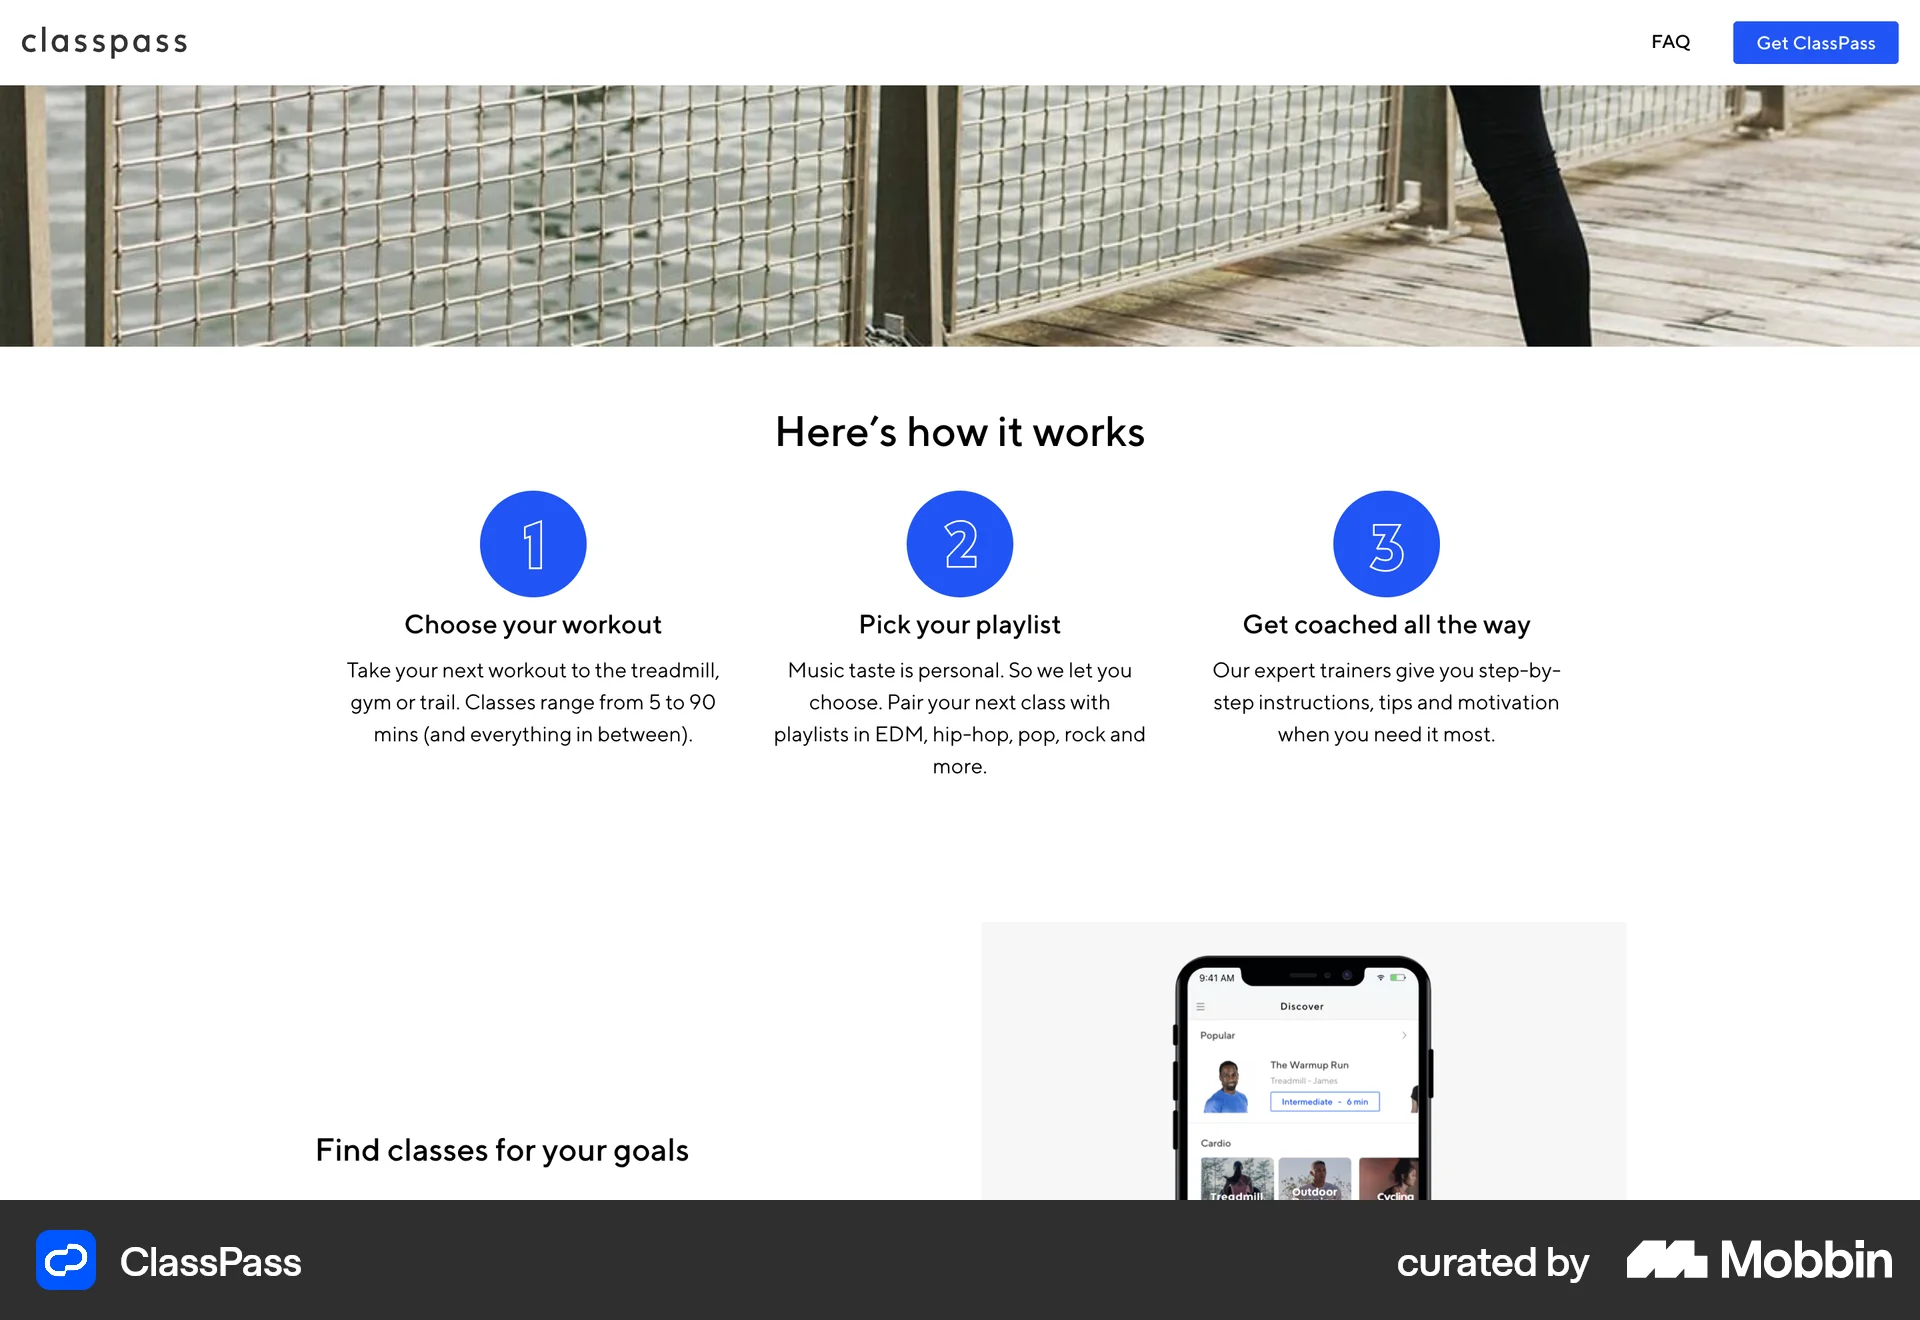 classpass
FAQ
Get ClassPass
Here's how it works
1
2
3
Choose your workout
Take your next workout to the treadmill,
gym or trail. Classes range from 5 to 90
mins (and everything in between).
Pick your playlist
Music taste is personal. So we let you
choose. Pair your next class with
playlists in EDM, hip-hop, pop, rock and
more.
Get coached all the way
Our expert trainers give you step-by-
step instructions, tips and motivation
when you need it most.
Find classes for your goals
9:41 AM
Discover
Popular
The Warmup Run
Treadmill - James
Intermediate - 6 min
Cardio
Treadmill
Outdoor
Cycling
ClassPass
curated by
Mobbin